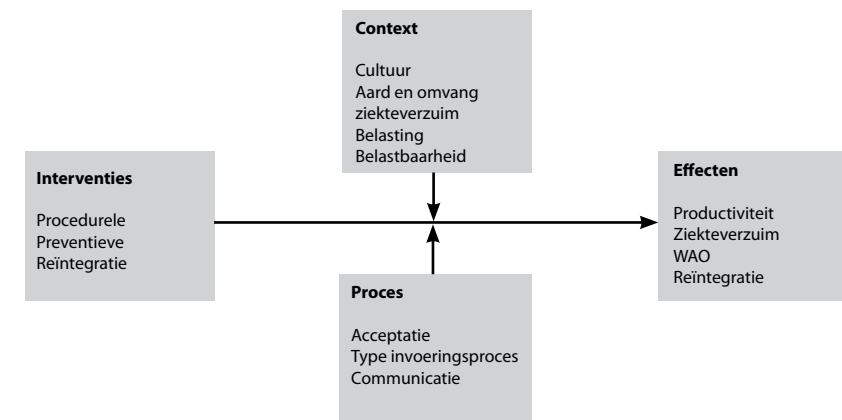 Context
Cultuur
Aard en omvang
ziekteverzuim
Belasting
Belastbaarheid
Interventies
Procedurele
Preventieve
Reïntegratie
Effecten
Productiviteit
Ziekteverzuim
WAO
Reïntegratie
Proces
Acceptatie
Type invoeringsproces
Communicatie